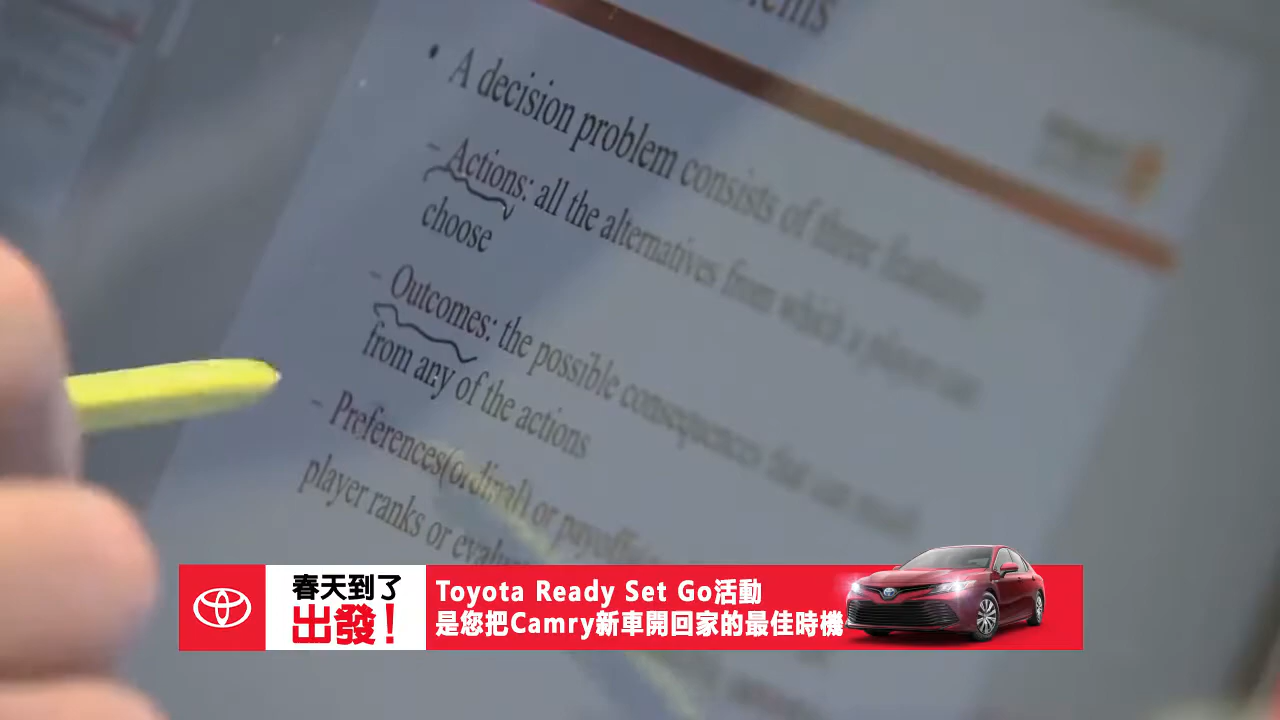 • A decision problem consists of three features
– Actions: all the alternatives from which a player can
choose
– Outcomes: the possible consequences that can result
from any of the actions
– Preferences(ordinal) or payoffs
player ranks or
春天到了
出發!
Toyota Ready Set Go活動
是您把Camry新車開回家的最佳時機